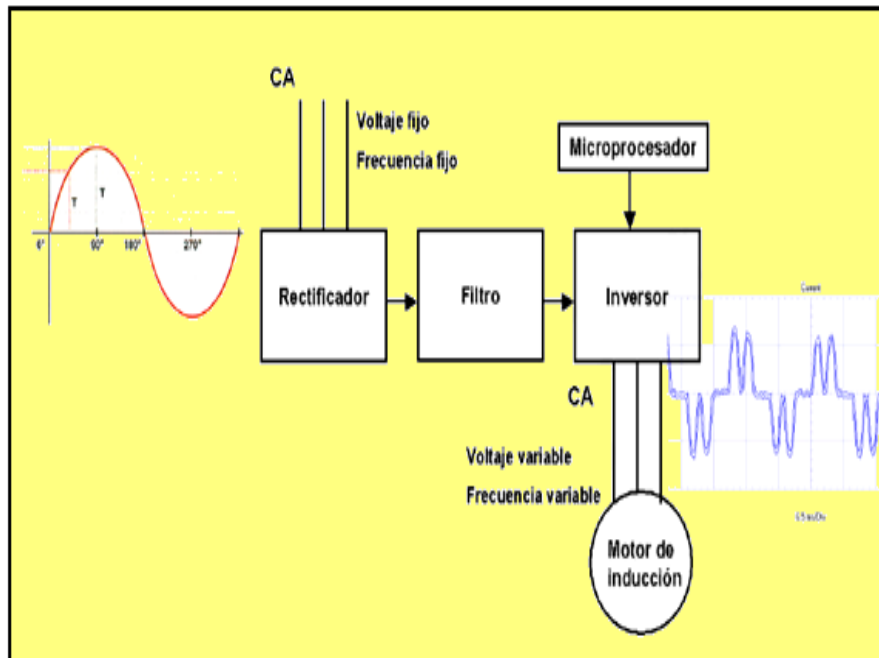 CA
Voltaje fijo
Frecuencia fijo
Microprocesador
T
T
0°
90°
180°
270°
Rectificador
Filtro
Inversor
CA
Voltaje variable
Frecuencia variable
Motor de
inducción